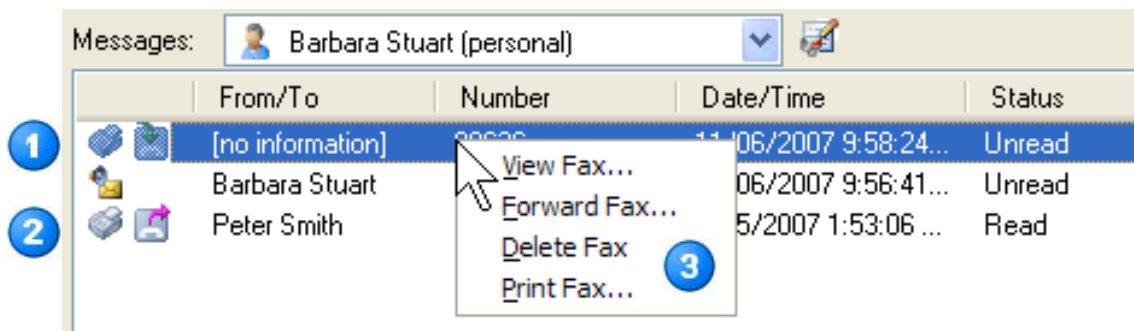 Messages: Barbara Stuart (personal)
From/To Number Date/Time Status
1 [no information] 06/2007 9:58:24... Unread
Barbara Stuart 06/2007 9:56:41... Unread
2 Peter Smith 5/2007 1:53:06 ... Read
View Fax...
Forward Fax...
Delete Fax
Print Fax...
3